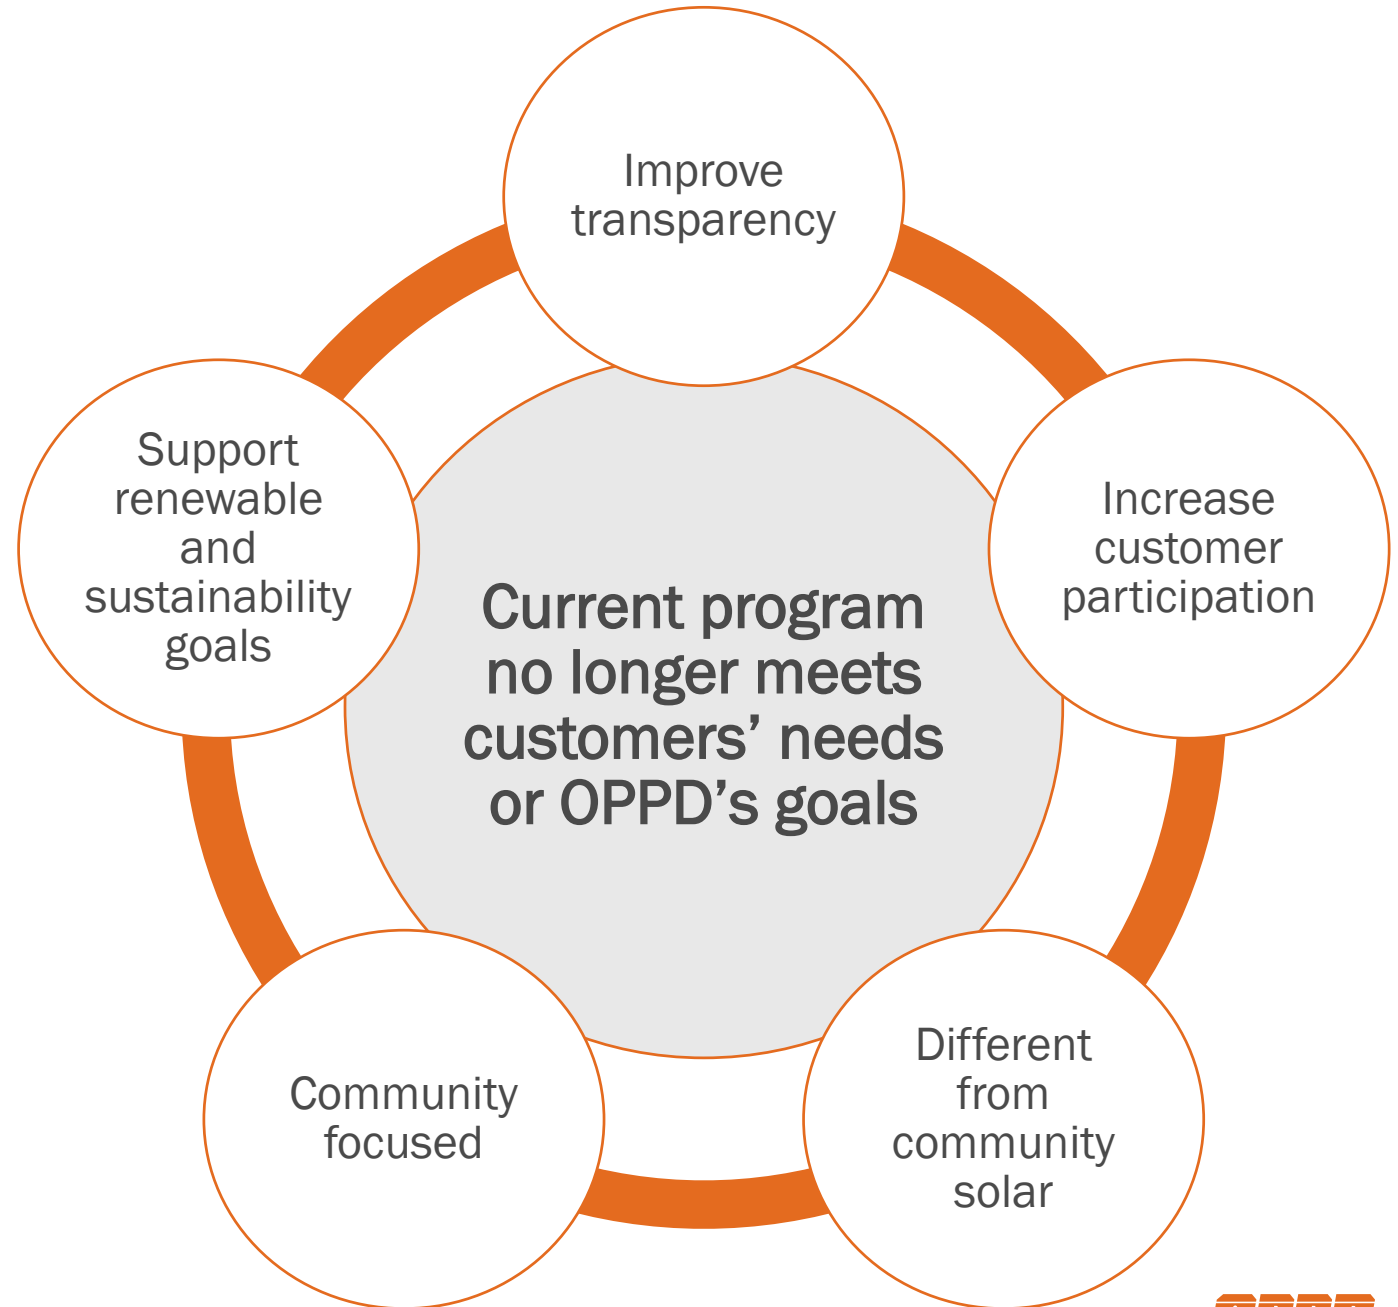 Improve
transparency
Increase
customer
participation
Different
from
community
solar
Community
focused
Support
renewable
and
sustainability
goals
Current program
no longer meets
customers’ needs
or OPPD’s goals